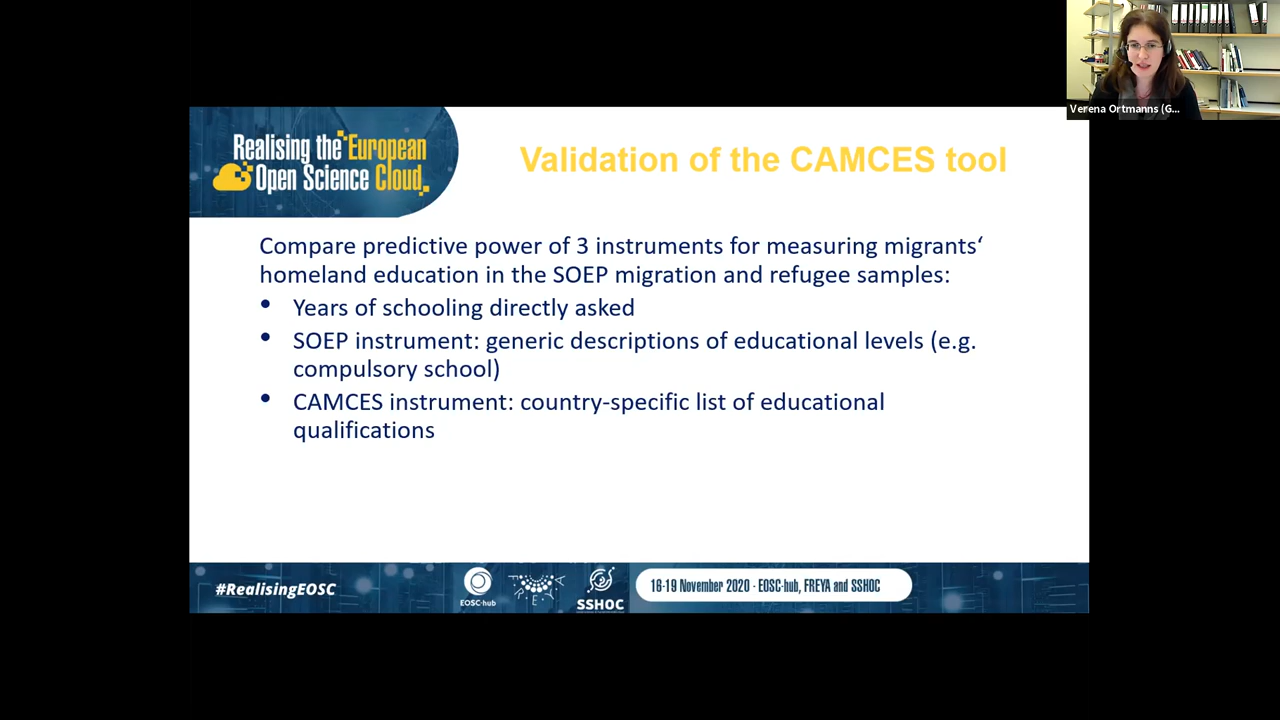 Verena Ortmanns (G...
Realising the European
Open Science Cloud
Validation of the CAMCES tool
Compare predictive power of 3 instruments for measuring migrants‘
homeland education in the SOEP migration and refugee samples:
• Years of schooling directly asked
• SOEP instrument: generic descriptions of educational levels (e.g.
compulsory school)
• CAMCES instrument: country-specific list of educational
qualifications
#RealisingEOSC
EOSC-hub
FREYA
SSHOC
16-19 November 2020 - EOSC-hub, FREYA and SSHOC